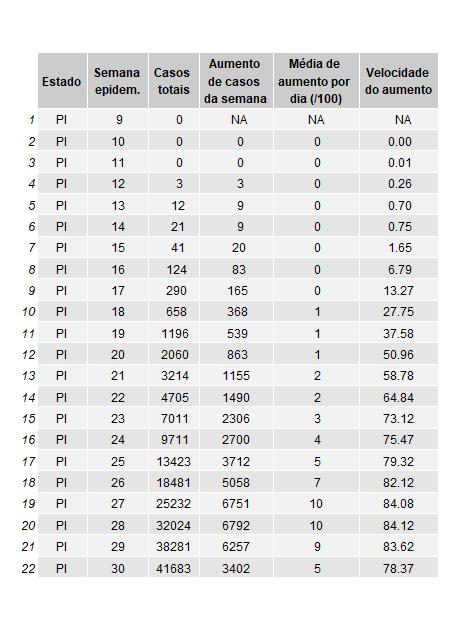 Estado Semana epidem. Casos totais Aumento de casos da semana Média de aumento por dia (/100) Velocidade do aumento
1 PI 9 0 NA NA NA
2 PI 10 0 0 0 0.00
3 PI 11 0 0 0 0.01
4 PI 12 3 3 0 0.26
5 PI 13 12 9 0 0.70
6 PI 14 21 9 0 0.75
7 PI 15 41 20 0 1.65
8 PI 16 124 83 0 6.79
9 PI 17 290 165 0 13.27
10 PI 18 658 368 1 27.75
11 PI 19 1196 539 1 37.58
12 PI 20 2060 863 1 50.96
13 PI 21 3214 1155 2 58.78
14 PI 22 4705 1490 2 64.84
15 PI 23 7011 2306 3 73.12
16 PI 24 9711 2700 4 75.47
17 PI 25 13423 3712 5 79.32
18 PI 26 18481 5058 7 82.12
19 PI 27 25232 6751 10 84.08
20 PI 28 32024 6792 10 84.12
21 PI 29 38281 6257 9 83.62
22 PI 30 41683 3402 5 78.37